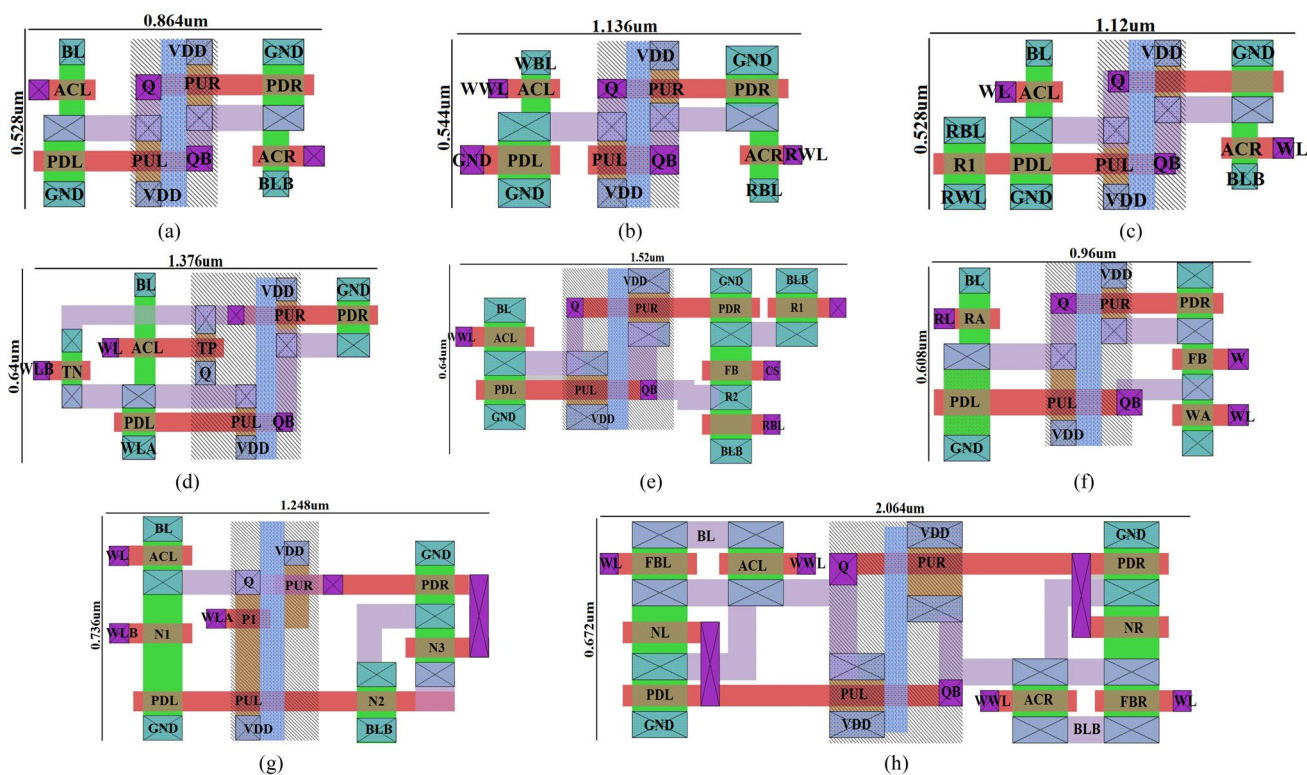 0.864um
0.528um
BL
VDD
GND
ACL
Q
PUR
PDR
PDL
PUL
QB
ACR
GND
VDD
BLB
(a)
1.136um
0.544um
WBL
VDD
GND
WWL
ACL
Q
PUR
PDR
GND
PDL
PUL
QB
ACR
RWL
GND
VDD
RBL
(b)
1.12um
0.528um
BL
VDD
GND
WL
ACL
Q
RBL
R1
PDL
PUL
QB
ACR
WL
RWL
GND
VDD
BLB
(c)
1.376um
0.64um
BL
VDD
GND
PUR
PDR
WL
ACL
TP
WLB
TN
Q
PDL
PUL
QB
WLA
VDD
(d)
1.52um
0.64um
BL
VDD
GND
BLB
Q
PUR
PDR
R1
WWL
ACL
FB
CS
PDL
PUL
QB
R2
GND
VDD
RBL
BLB
(e)
0.96um
0.608um
BL
VDD
Q
PUR
PDR
RL
RA
FB
W
PDL
PUL
QB
WA
WL
GND
VDD
(f)
1.248um
0.736um
BL
WL
ACL
VDD
GND
Q
PUR
PDR
WLA
P1
WLB
N1
N3
PDL
PUL
N2
GND
VDD
BLB
(g)
2.064um
0.672um
BL
VDD
GND
WL
FBL
ACL
WWL
Q
PUR
PDR
NL
NR
PDL
PUL
QB
WWL
ACR
FBR
WL
GND
VDD
BLB
(h)